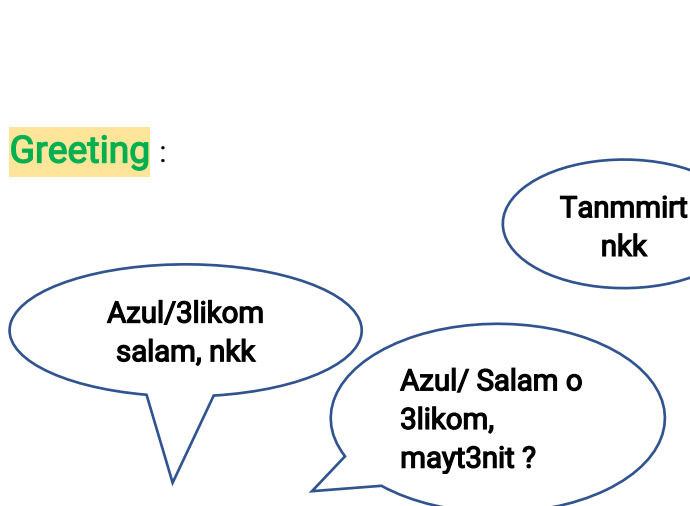 Greeting :
Tanmmirt
nkk
Azul/3likom
salam, nkk
Azul/ Salam o
3likom,
mayt3nit ?